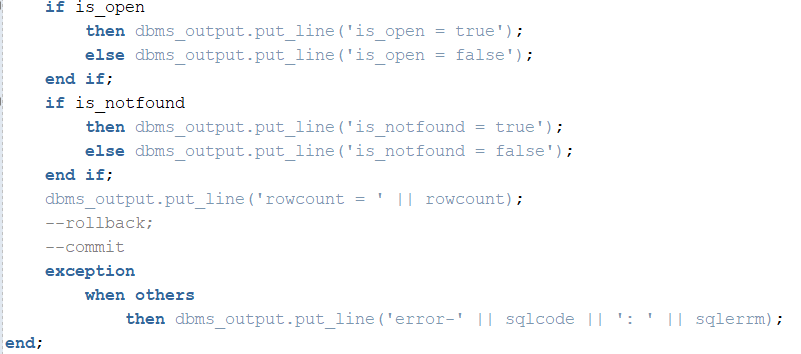 if is_open
then dbms_output.put_line('is_open = true');
else dbms_output.put_line('is_open = false');
end if;
if is_notfound
then dbms_output.put_line('is_notfound = true');
else dbms_output.put_line('is_notfound = false');
end if;
dbms_output.put_line('rowcount = ' || rowcount);
--rollback;
--commit
exception
when others
then dbms_output.put_line('error-' || sqlcode || ': ' || sqlerrm);
end;